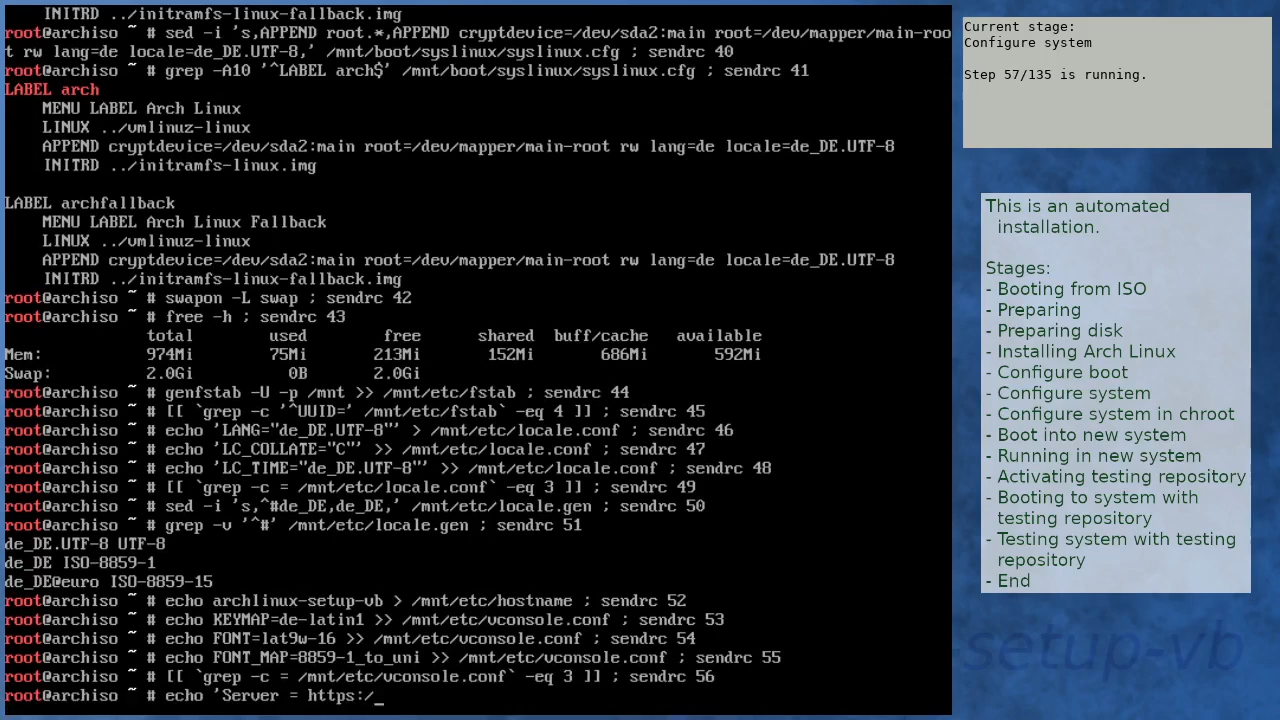 INITRD ../initramfs-linux-fallback.img
root@archiso ~ # sed -i 's,APPEND root.*,APPEND cryptdevice=/dev/sda2:main root=/dev/mapper/main-roo
t rw lang=de locale=de_DE.UTF-8,' /mnt/boot/syslinux/syslinux.cfg ; sendrc 40
root@archiso ~ # grep -A10 '^LABEL arch$' /mnt/boot/syslinux/syslinux.cfg ; sendrc 41
LABEL arch
MENU LABEL Arch Linux
LINUX ../vmlinuz-linux
APPEND cryptdevice=/dev/sda2:main root=/dev/mapper/main-root rw lang=de locale=de_DE.UTF-8
INITRD ../initramfs-linux.img
LABEL archfallback
MENU LABEL Arch Linux Fallback
LINUX ../vmlinuz-linux
APPEND cryptdevice=/dev/sda2:main root=/dev/mapper/main-root rw lang=de locale=de_DE.UTF-8
INITRD ../initramfs-linux-fallback.img
root@archiso ~ # swapon -L swap ; sendrc 42
root@archiso ~ # free -h ; sendrc 43
total used free shared buff/cache available
Mem: 974Mi 75Mi 213Mi 152Mi 686Mi 592Mi
Swap: 2.0Gi 0B 2.0Gi
root@archiso ~ # genfstab -U -p /mnt >> /mnt/etc/fstab ; sendrc 44
root@archiso ~ # [[ `grep -c '^UUID=' /mnt/etc/fstab` -eq 4 ]] ; sendrc 45
root@archiso ~ # echo 'LANG="de_DE.UTF-8"' > /mnt/etc/locale.conf ; sendrc 46
root@archiso ~ # echo 'LC_COLLATE="C"' >> /mnt/etc/locale.conf ; sendrc 47
root@archiso ~ # echo 'LC_TIME="de_DE.UTF-8"' >> /mnt/etc/locale.conf ; sendrc 48
root@archiso ~ # [[ `grep -c = /mnt/etc/locale.conf` -eq 3 ]] ; sendrc 49
root@archiso ~ # sed -i 's,^#de_DE,de_DE,' /mnt/etc/locale.gen ; sendrc 50
root@archiso ~ # grep -v '^#' /mnt/etc/locale.gen ; sendrc 51
de_DE.UTF-8 UTF-8
de_DE ISO-8859-1
de_DE@euro ISO-8859-15
root@archiso ~ # echo archlinux-setup-vb > /mnt/etc/hostname ; sendrc 52
root@archiso ~ # echo KEYMAP=de-latin1 >> /mnt/etc/vconsole.conf ; sendrc 53
root@archiso ~ # echo FONT=lat9w-16 >> /mnt/etc/vconsole.conf ; sendrc 54
root@archiso ~ # echo FONT_MAP=8859-1_to_uni >> /mnt/etc/vconsole.conf ; sendrc 55
root@archiso ~ # [[ `grep -c = /mnt/etc/vconsole.conf` -eq 3 ]] ; sendrc 56
root@archiso ~ # echo 'Server = https:/_
Current stage:
Configure system
Step 57/135 is running.
This is an automated
installation.
Stages:
- Booting from ISO
- Preparing
- Preparing disk
- Installing Arch Linux
- Configure boot
- Configure system
- Configure system in chroot
- Boot into new system
- Running in new system
- Activating testing repository
- Booting to system with
testing repository
- Testing system with testing
repository
- End
setup-vb